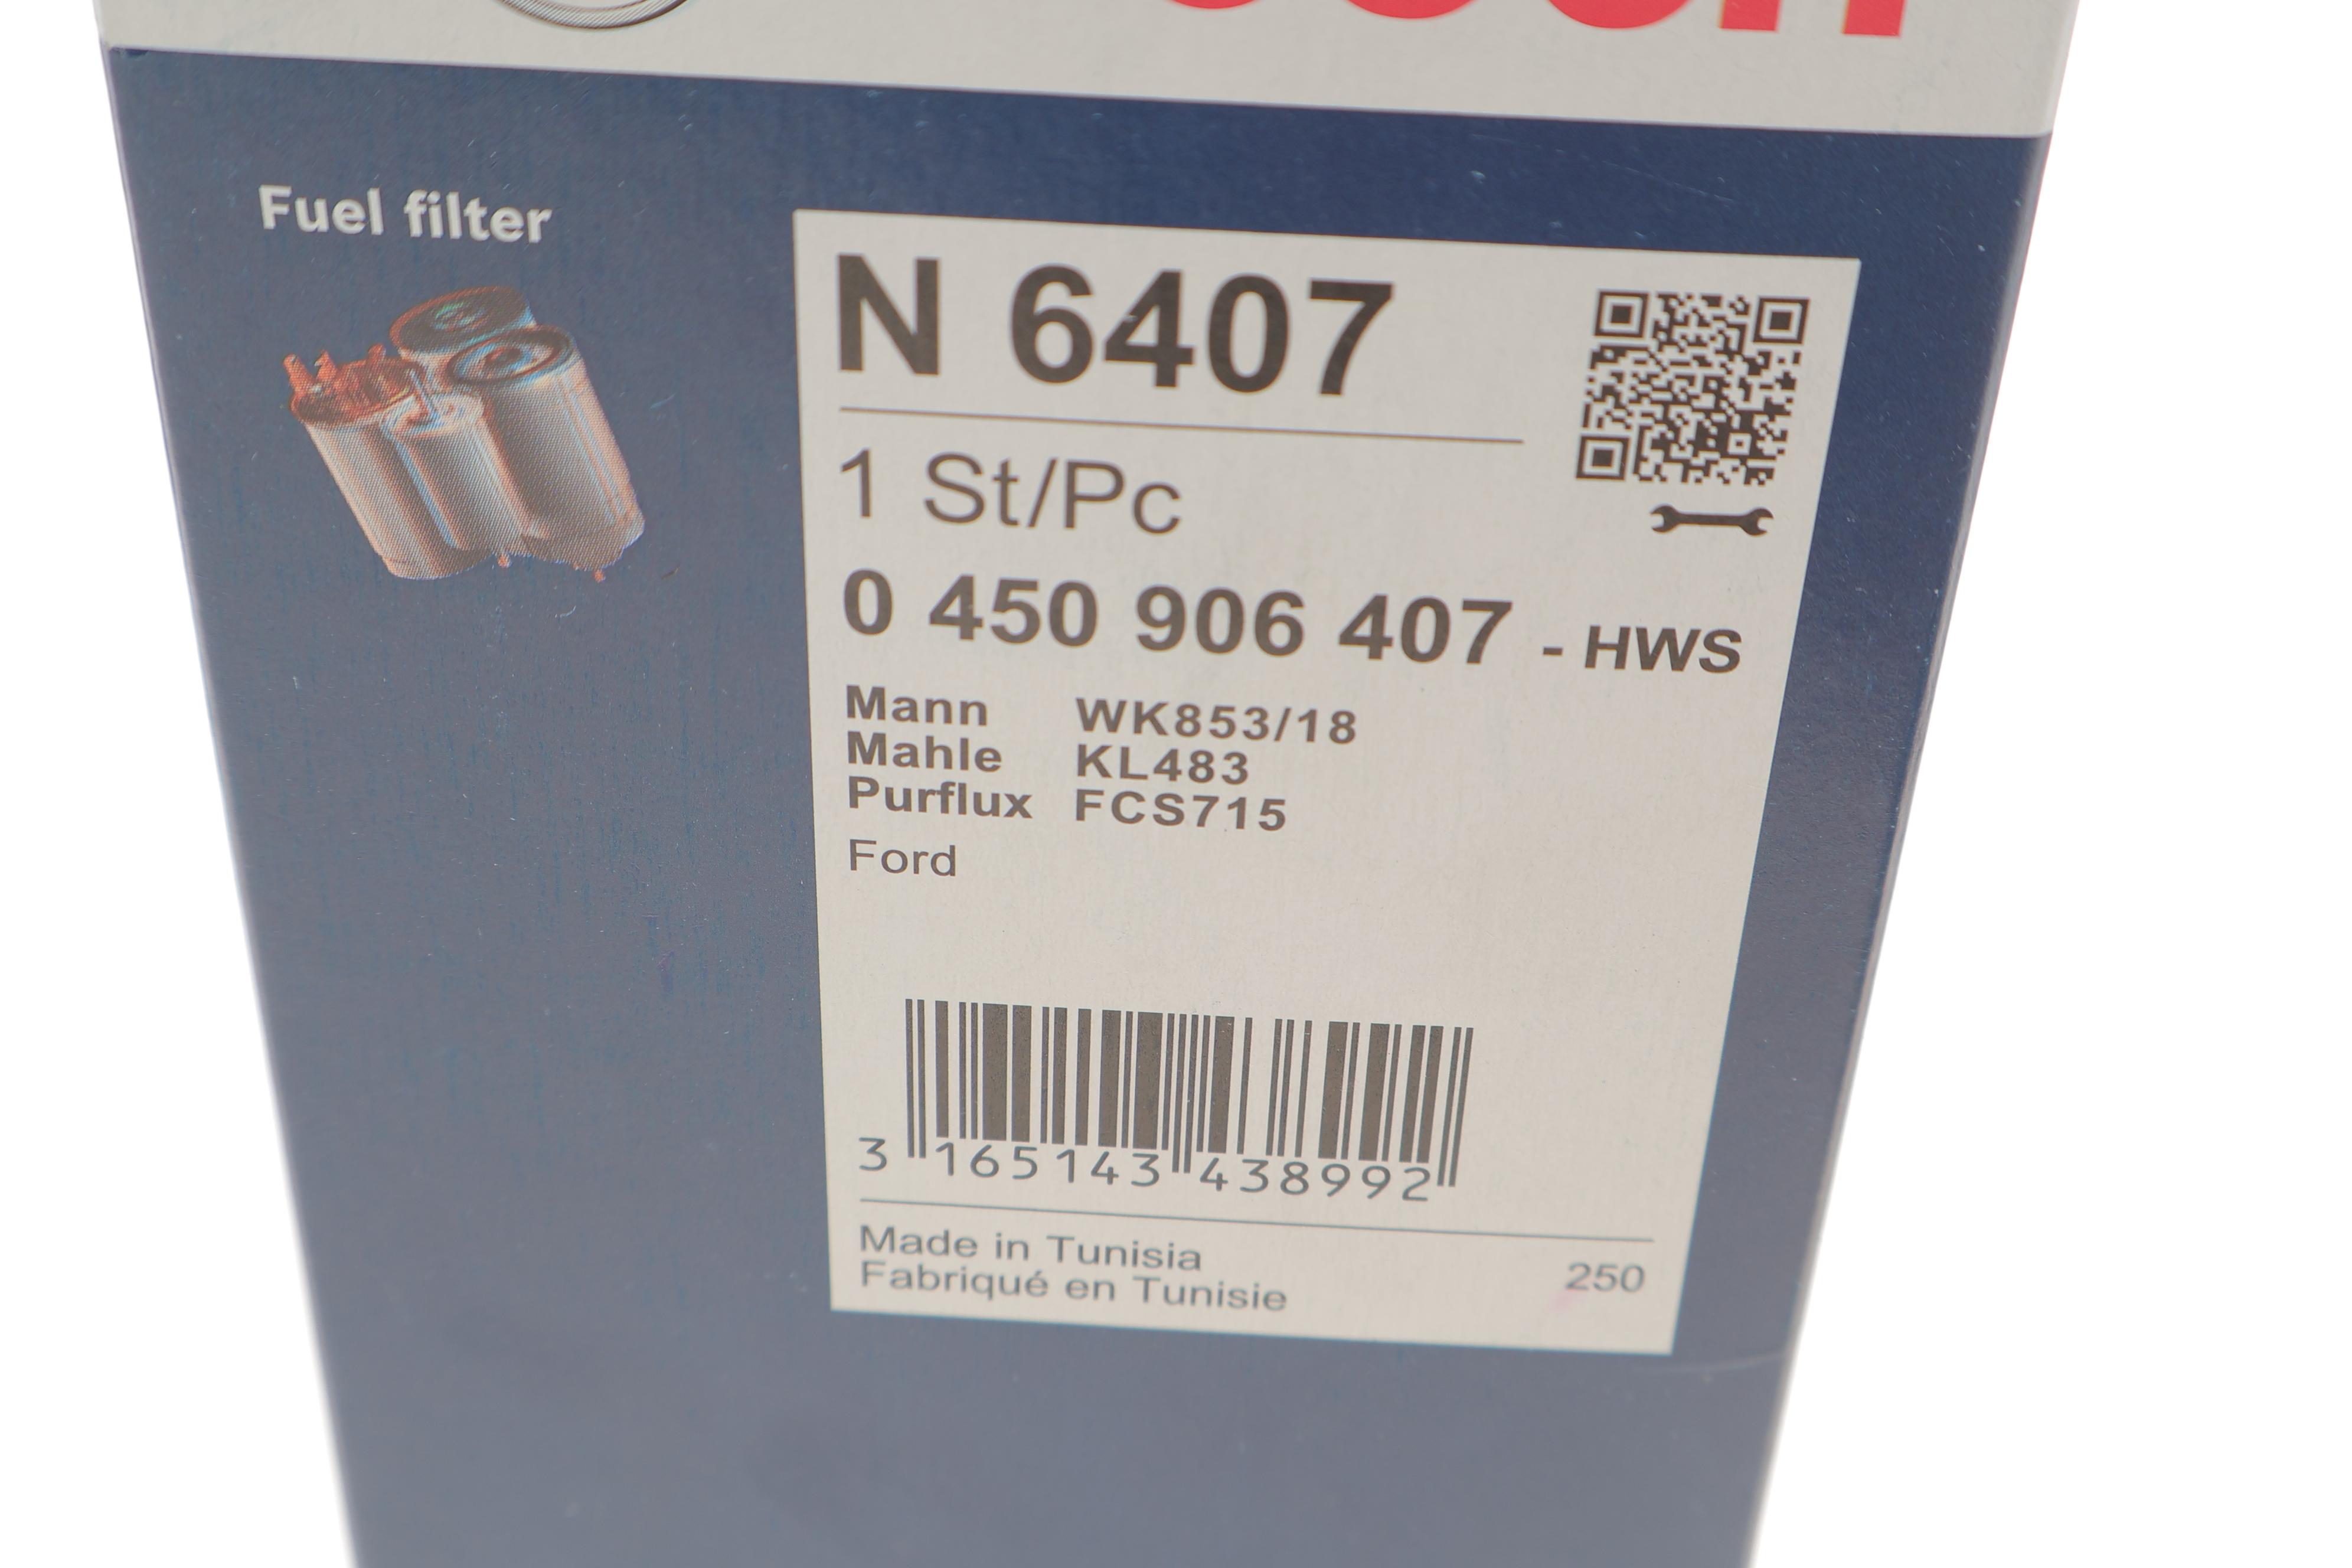 Fuel filter
N 6407
1 St/Pc
0 450 906 407 - HWS
Mann WK853/18
Mahle KL483
Purflux FCS715
Ford
3 165143 438992
Made in Tunisia
Fabriqué en Tunisie
250